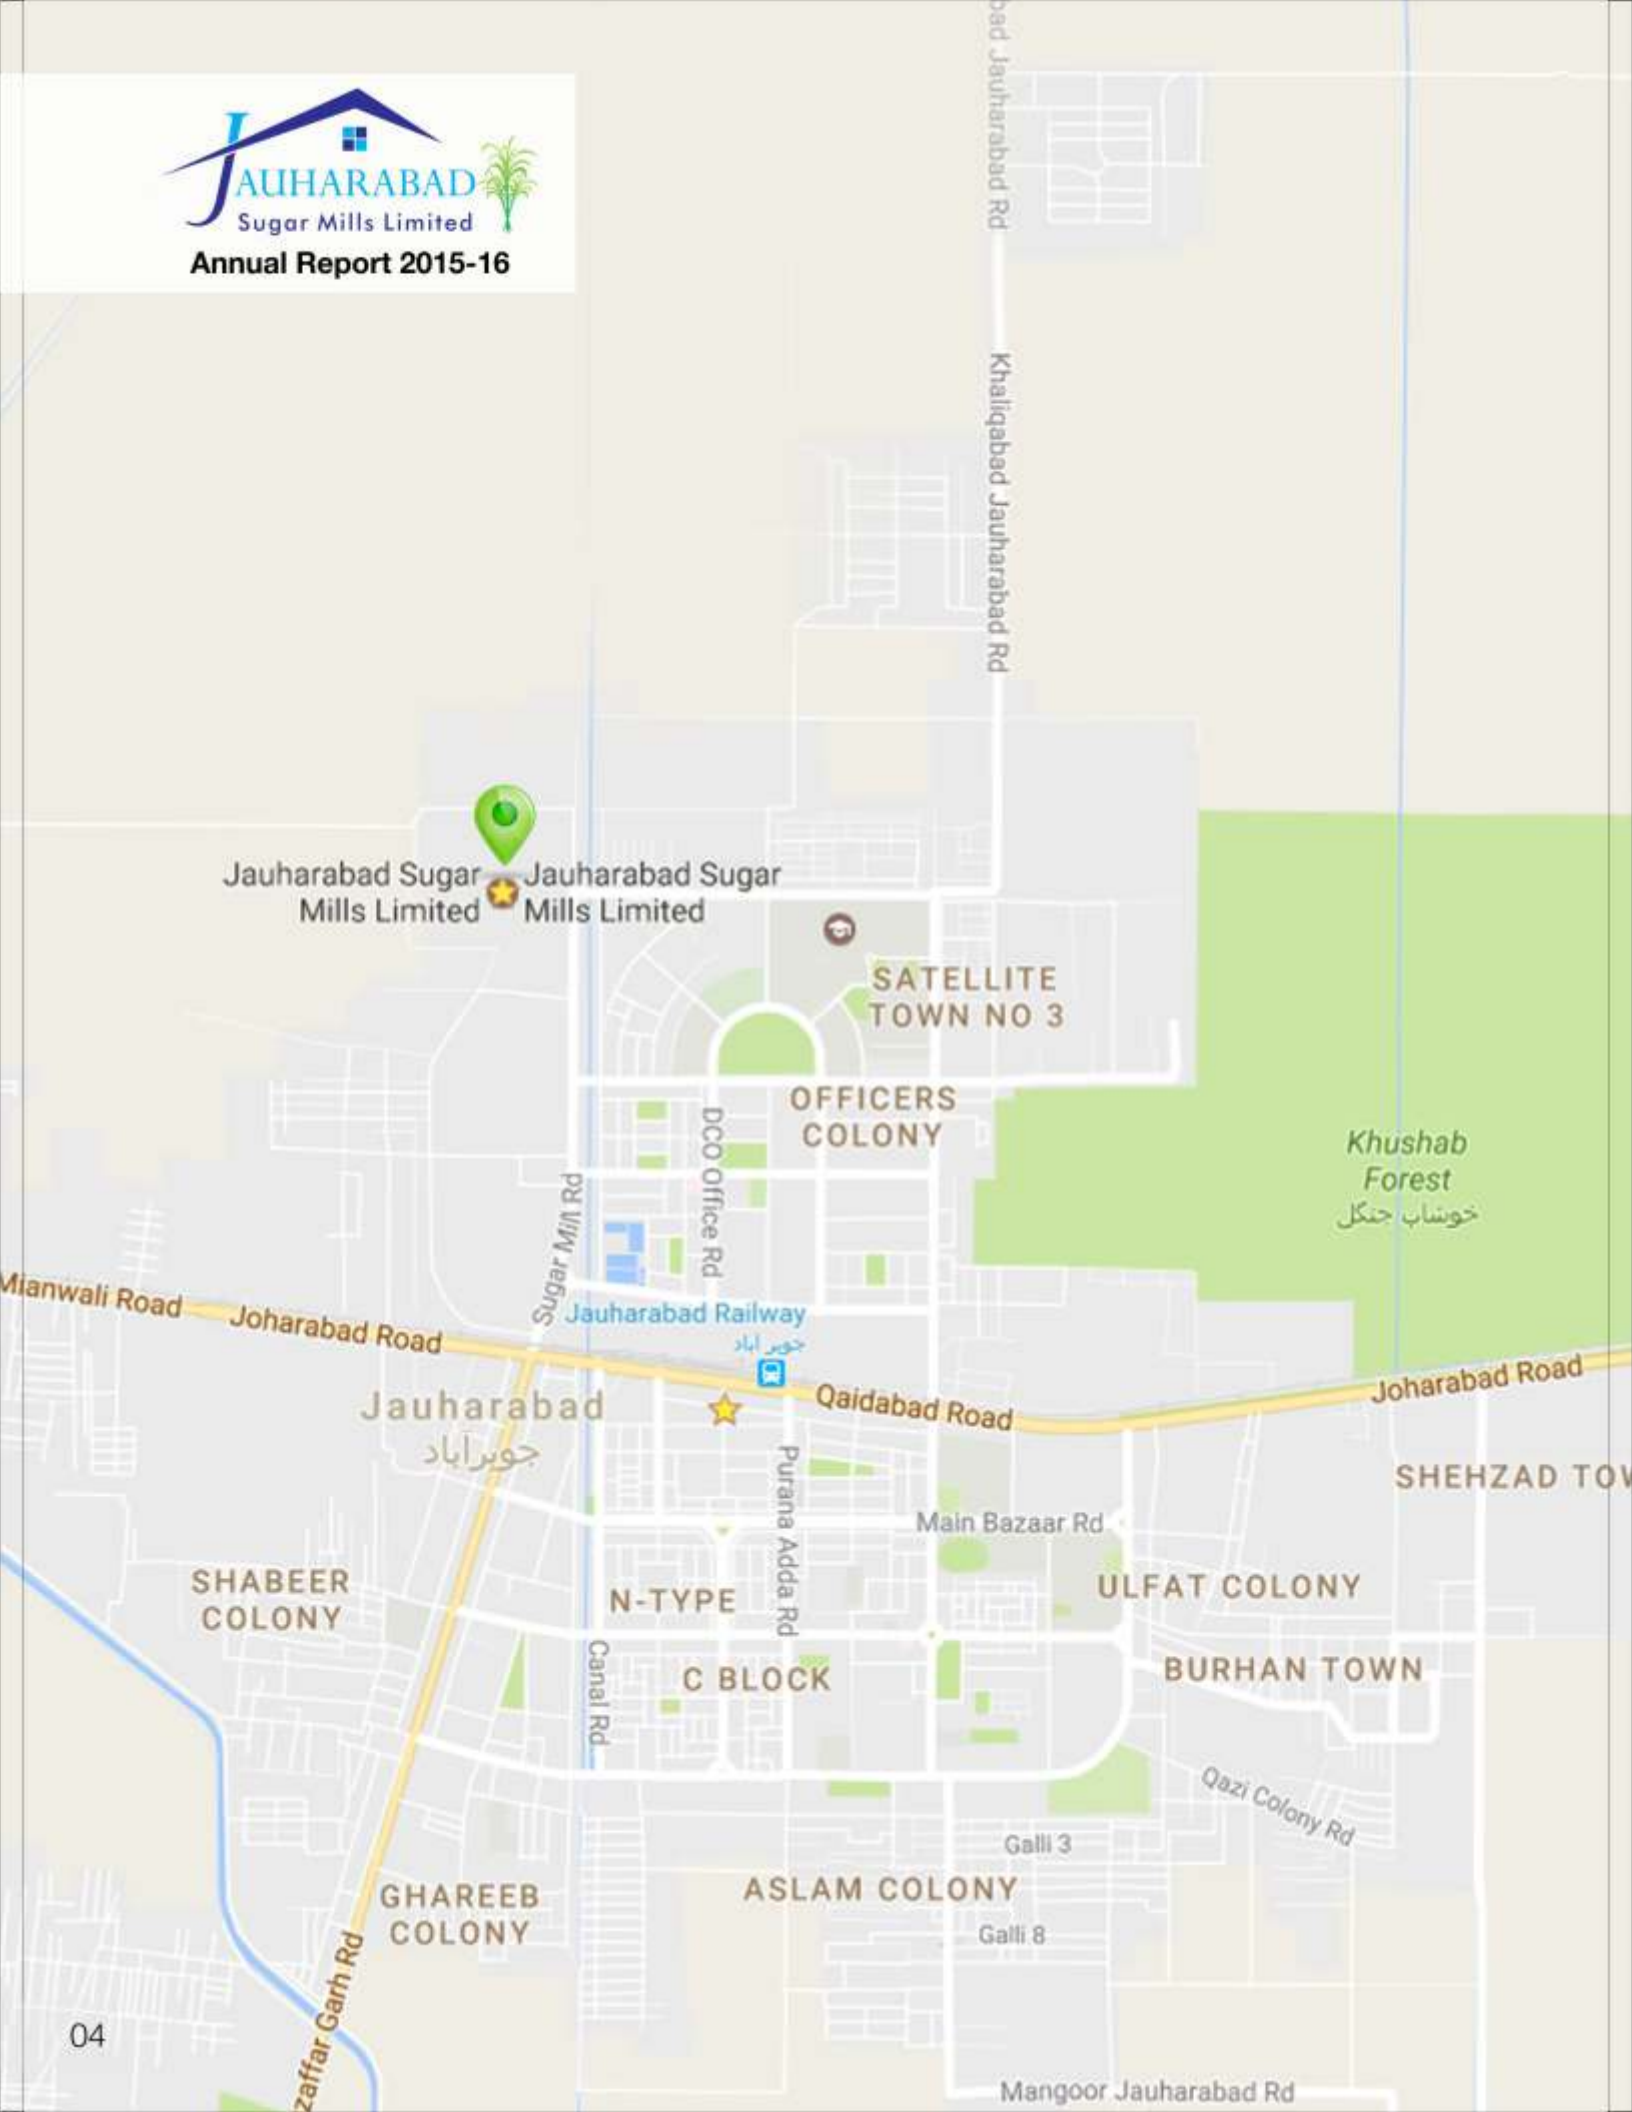 JAUHARABAD
Sugar Mills Limited
Annual Report 2015-16
Jauharabad Rd
Khaliqabad Jauharabad Rd
Jauharabad Sugar
Mills Limited
Jauharabad Sugar
Mills Limited
SATELLITE
TOWN NO 3
OFFICERS
COLONY
DCO Office Rd
Khushab
Forest
خوشاب جنگل
Sugar Mill Rd
Mianwali Road
Joharabad Road
Jauharabad Railway
جوہر آباد
Qaidabad Road
Joharabad Road
Jauharabad
جوہرآباد
Purana Adda Rd
SHEHZAD
Main Bazaar Rd
SHABEER
COLONY
N-TYPE
ULFAT COLONY
Canal Rd
C BLOCK
BURHAN TOWN
Qazi Colony Rd
Galli 3
GHAREEB
COLONY
ASLAM COLONY
Galli 8
zaffar Garh Rd
04
Mangoor Jauharabad Rd